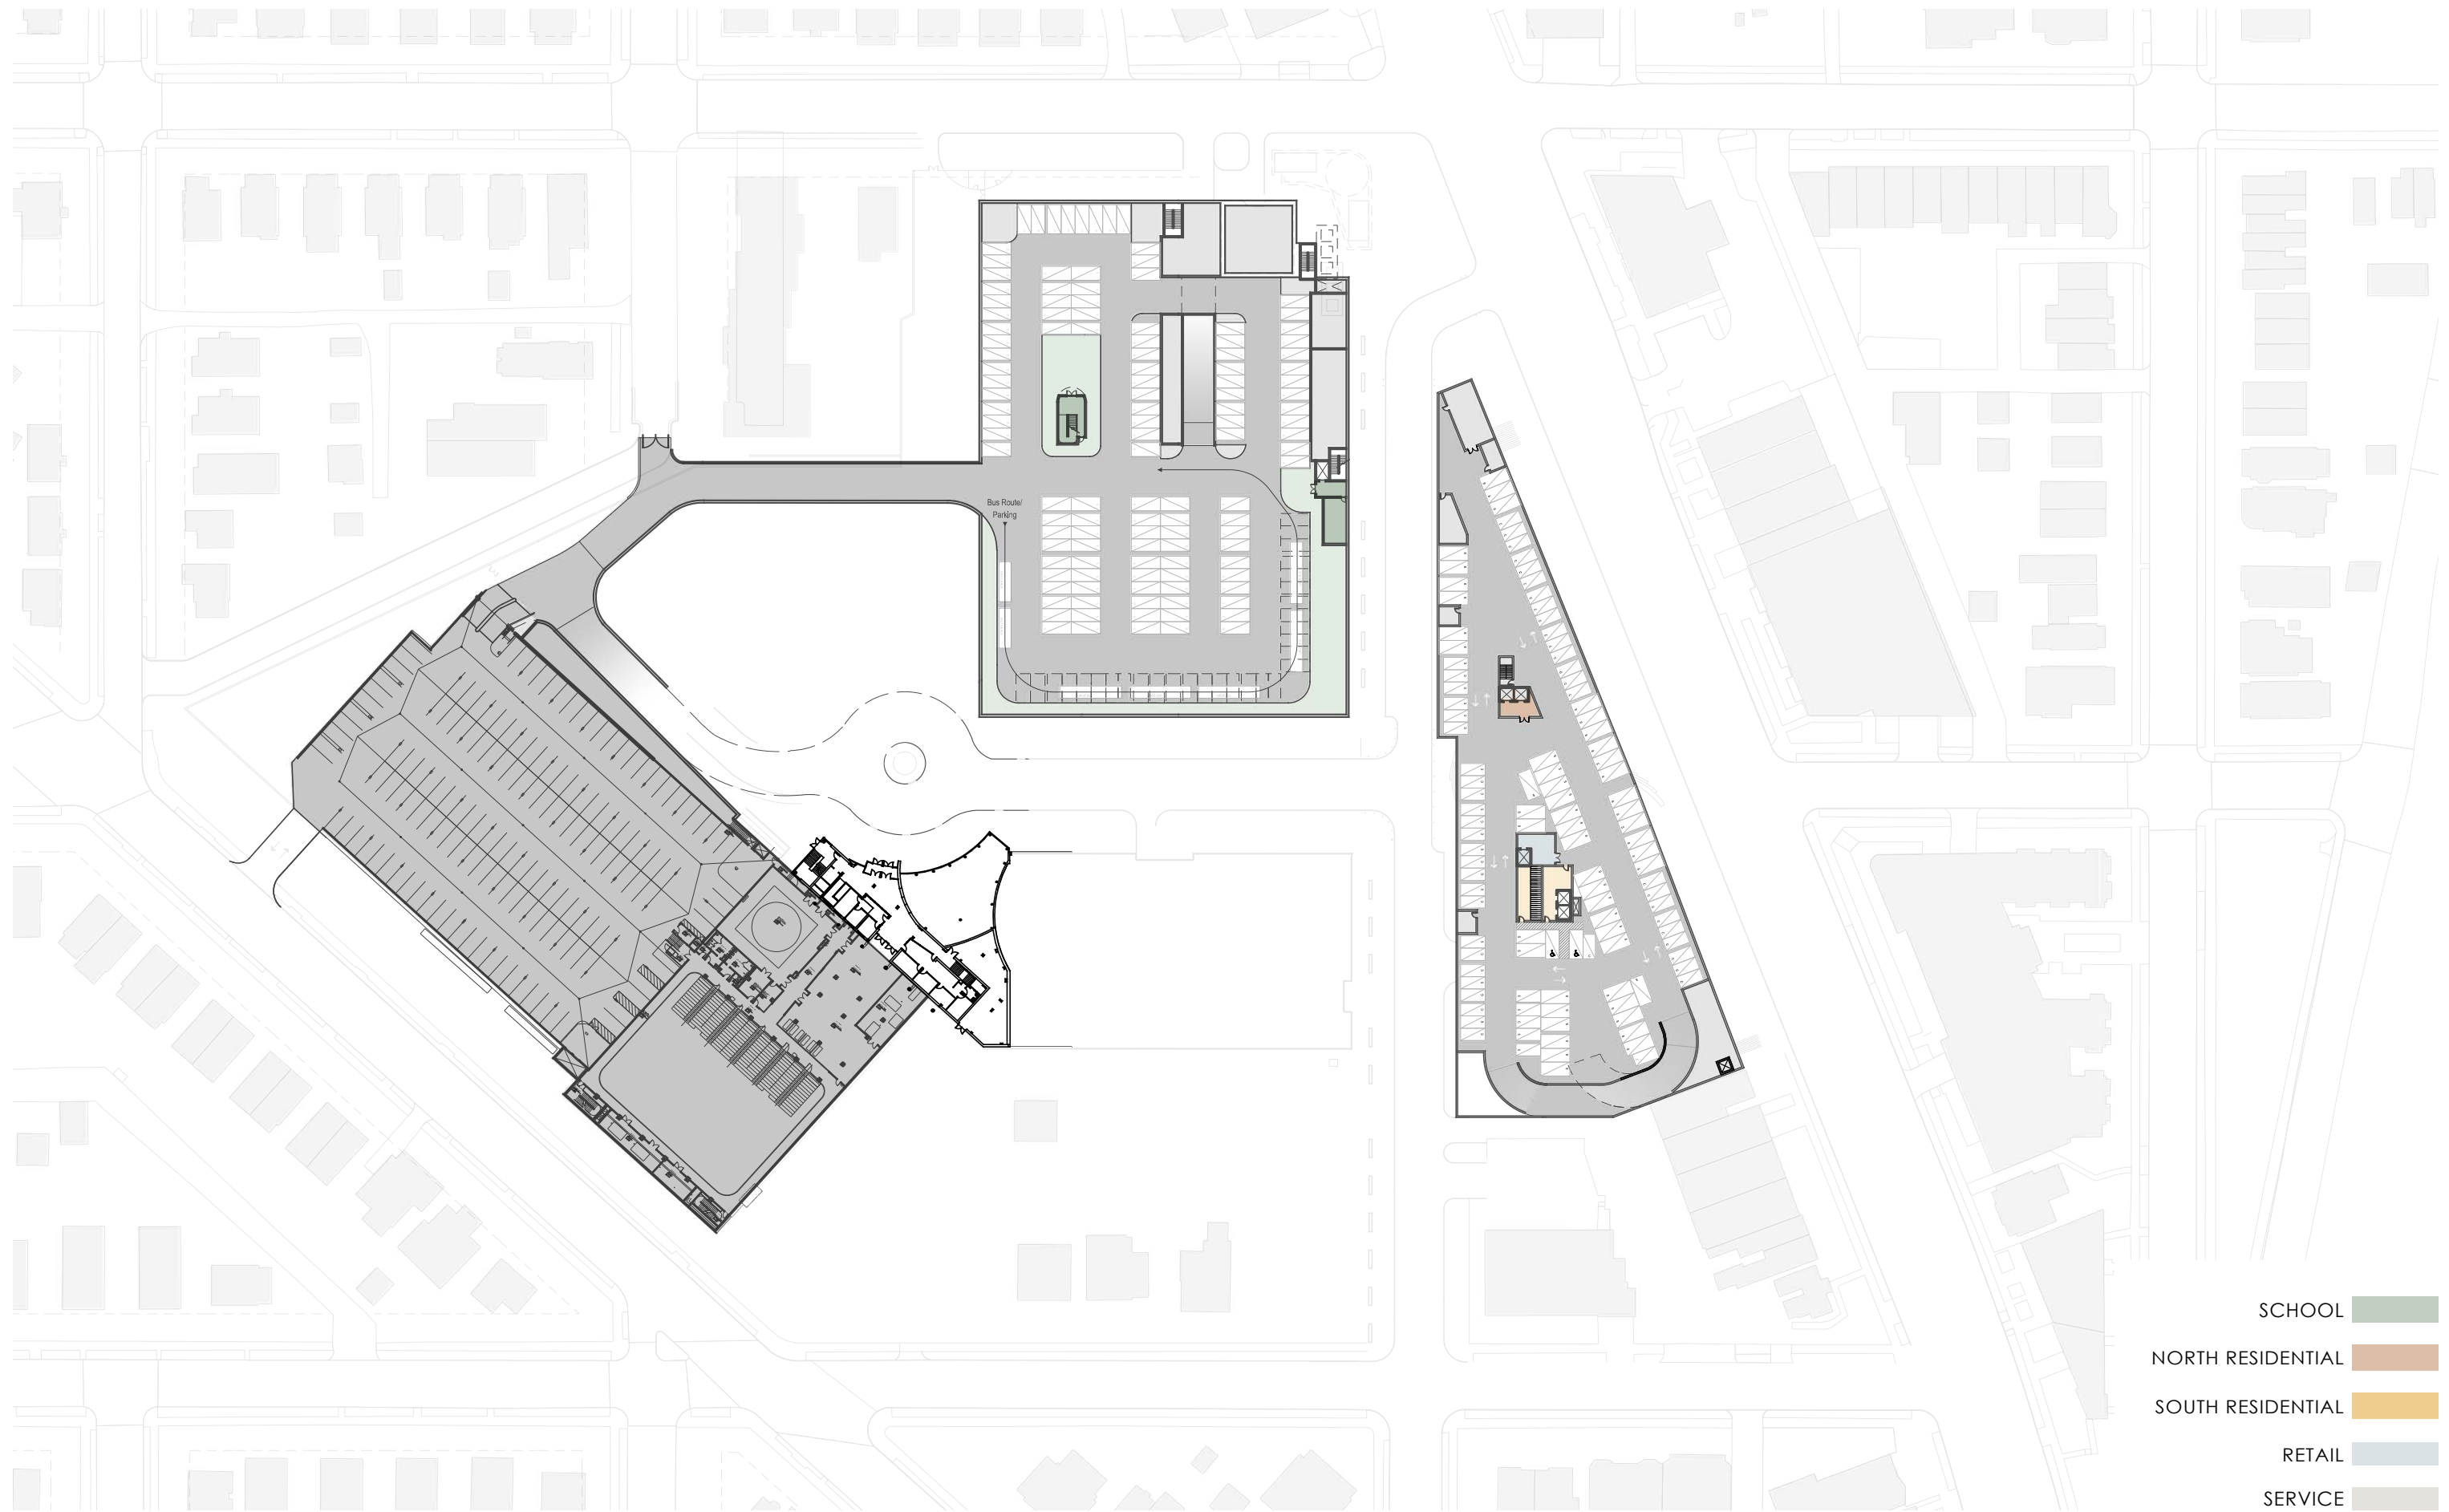 Bus Route/
Parking
SCHOOL
NORTH RESIDENTIAL
SOUTH RESIDENTIAL
RETAIL
SERVICE